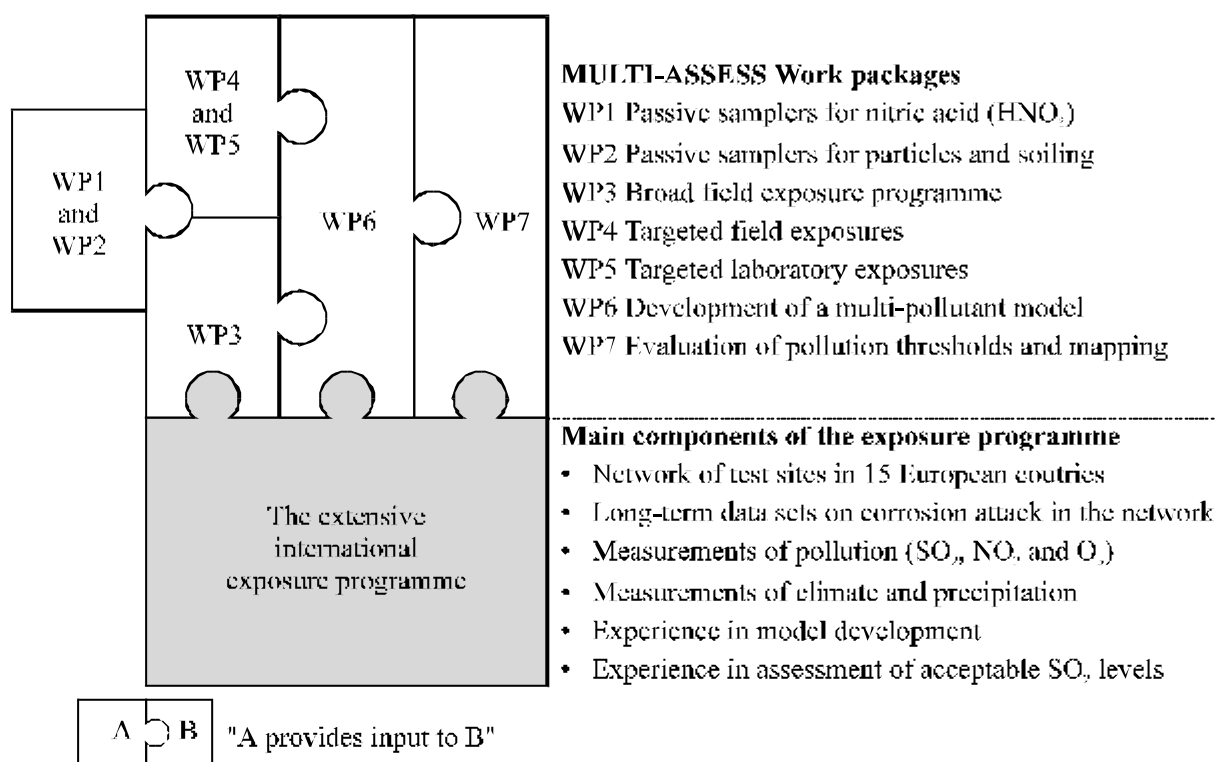 WP4
and
WP5
WP1
and
WP2
WP6
WP7
WP3
MULTI-ASSESS Work packages
WP1 Passive samplers for nitric acid (HNO₃)
WP2 Passive samplers for particles and soiling
WP3 Broad field exposure programme
WP4 Targeted field exposures
WP5 Targeted laboratory exposures
WP6 Development of a multi-pollutant model
WP7 Evaluation of pollution thresholds and mapping
The extensive
international
exposure programme
Main components of the exposure programme
• Network of test sites in 15 European coutries
• Long-term data sets on corrosion attack in the network
• Measurements of pollution (SO₂, NO₂ and O₃)
• Measurements of climate and precipitation
• Experience in model development
• Experience in assessment of acceptable SO₂ levels
A B "A provides input to B"